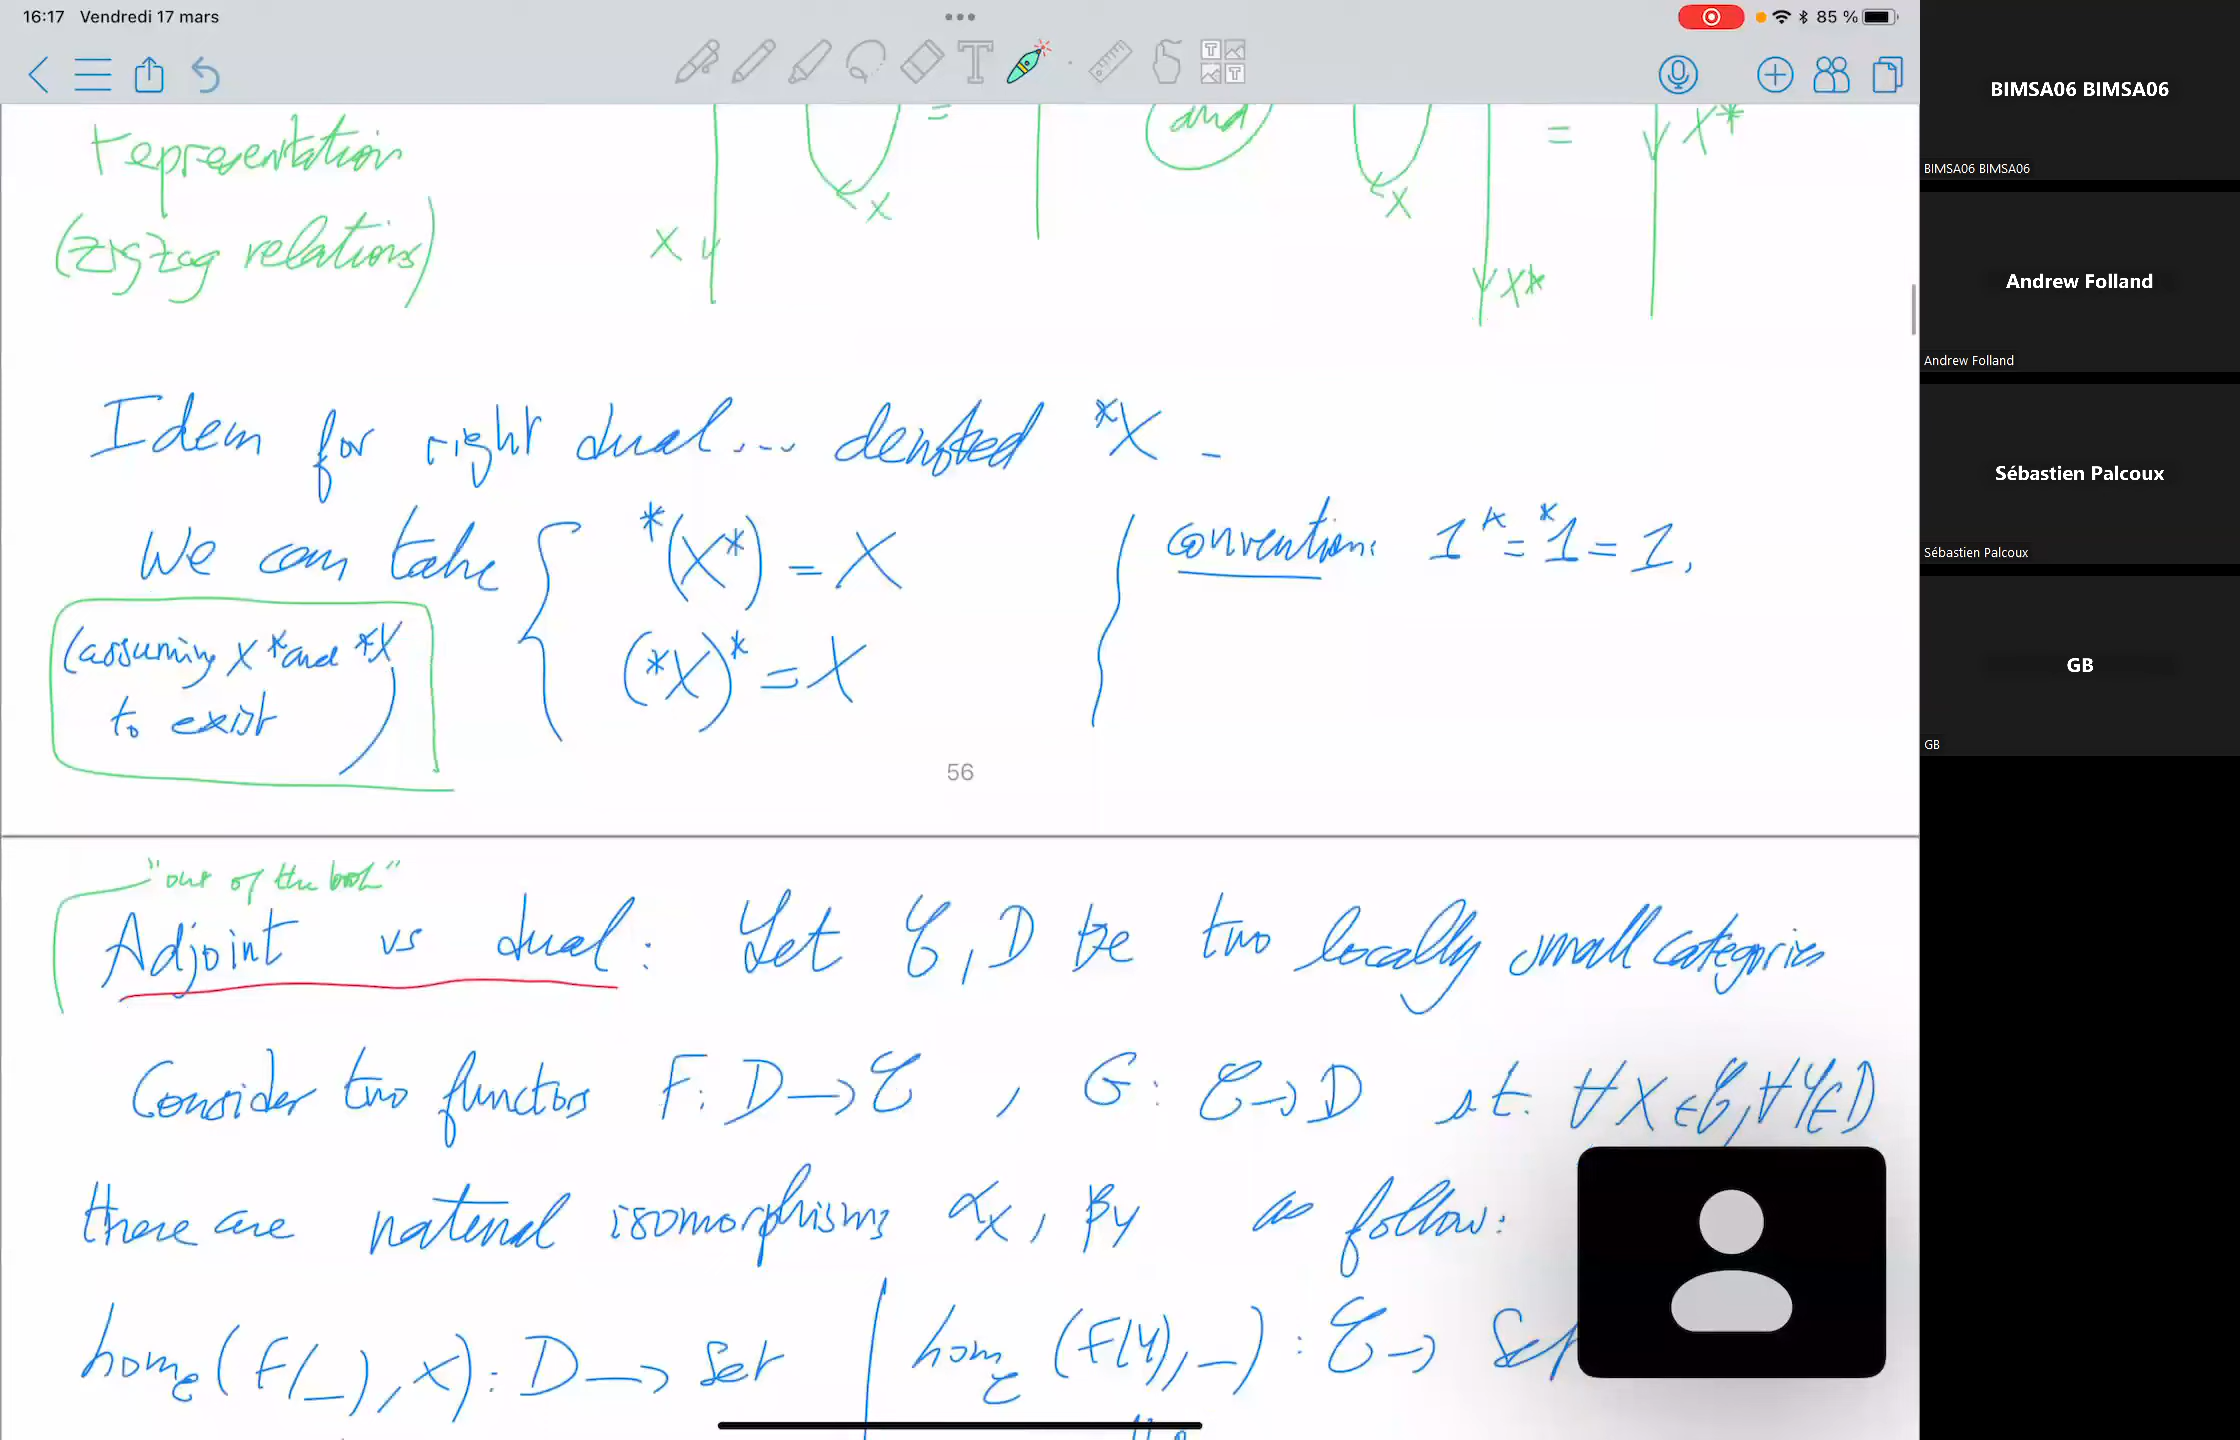 16:17 Vendredi 17 mars
85 %
representation
(zigzag relations)
X
X
=
and
X
X*
=
X*
Idem for right dual... denoted *X -
We can take { *(X*) = X
(*X)* = X
(assuming X* and *X to exist)
convention: 1* = *1 = 1.
56
"out of the book"
Adjoint vs dual: Let C, D be two locally small categories
Consider two functors F: D → C , G: C → D s.t. ∀ X ∈ C, ∀ Y ∈ D
there are natural isomorphisms αX, βY as follow:
homC(F(_), X): D → Set | homC(F(Y), _): C → Set
BIMSA06 BIMSA06
BIMSA06 BIMSA06
Andrew Folland
Andrew Folland
Sébastien Palcoux
Sébastien Palcoux
GB
GB